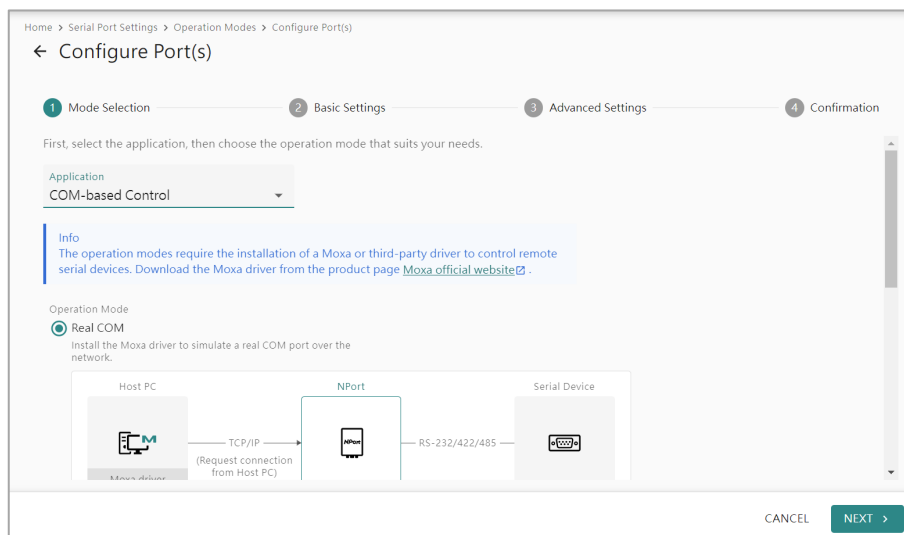 Home > Serial Port Settings > Operation Modes > Configure Port(s)
← Configure Port(s)
1 Mode Selection 2 Basic Settings 3 Advanced Settings 4 Confirmation
First, select the application, then choose the operation mode that suits your needs.
Application
COM-based Control
Info
The operation modes require the installation of a Moxa or third-party driver to control remote
serial devices. Download the Moxa driver from the product page Moxa official website .
Operation Mode
Real COM
Install the Moxa driver to simulate a real COM port over the
network.
Host PC NPort Serial Device
M
NPort
TCP/IP RS-232/422/485
(Request connection
from Host PC)
Moxa driver
CANCEL NEXT >